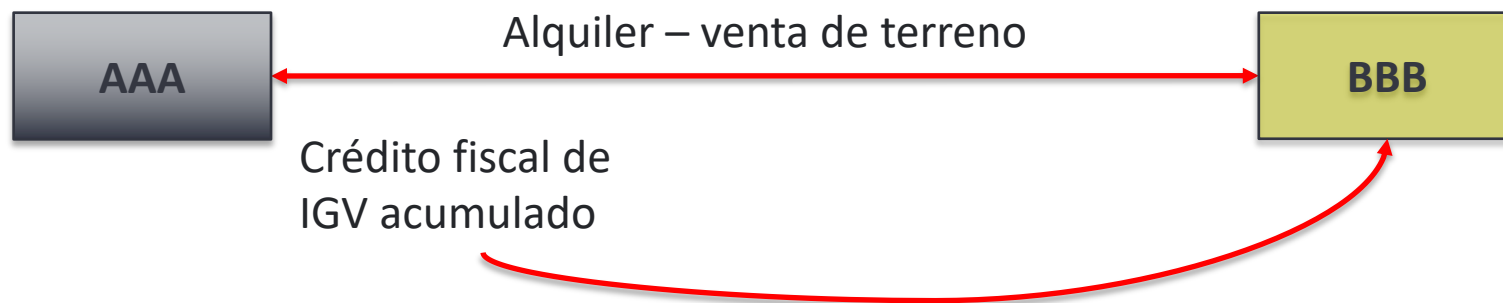 Alquiler – venta de terreno
AAA
BBB
Crédito fiscal de
IGV acumulado